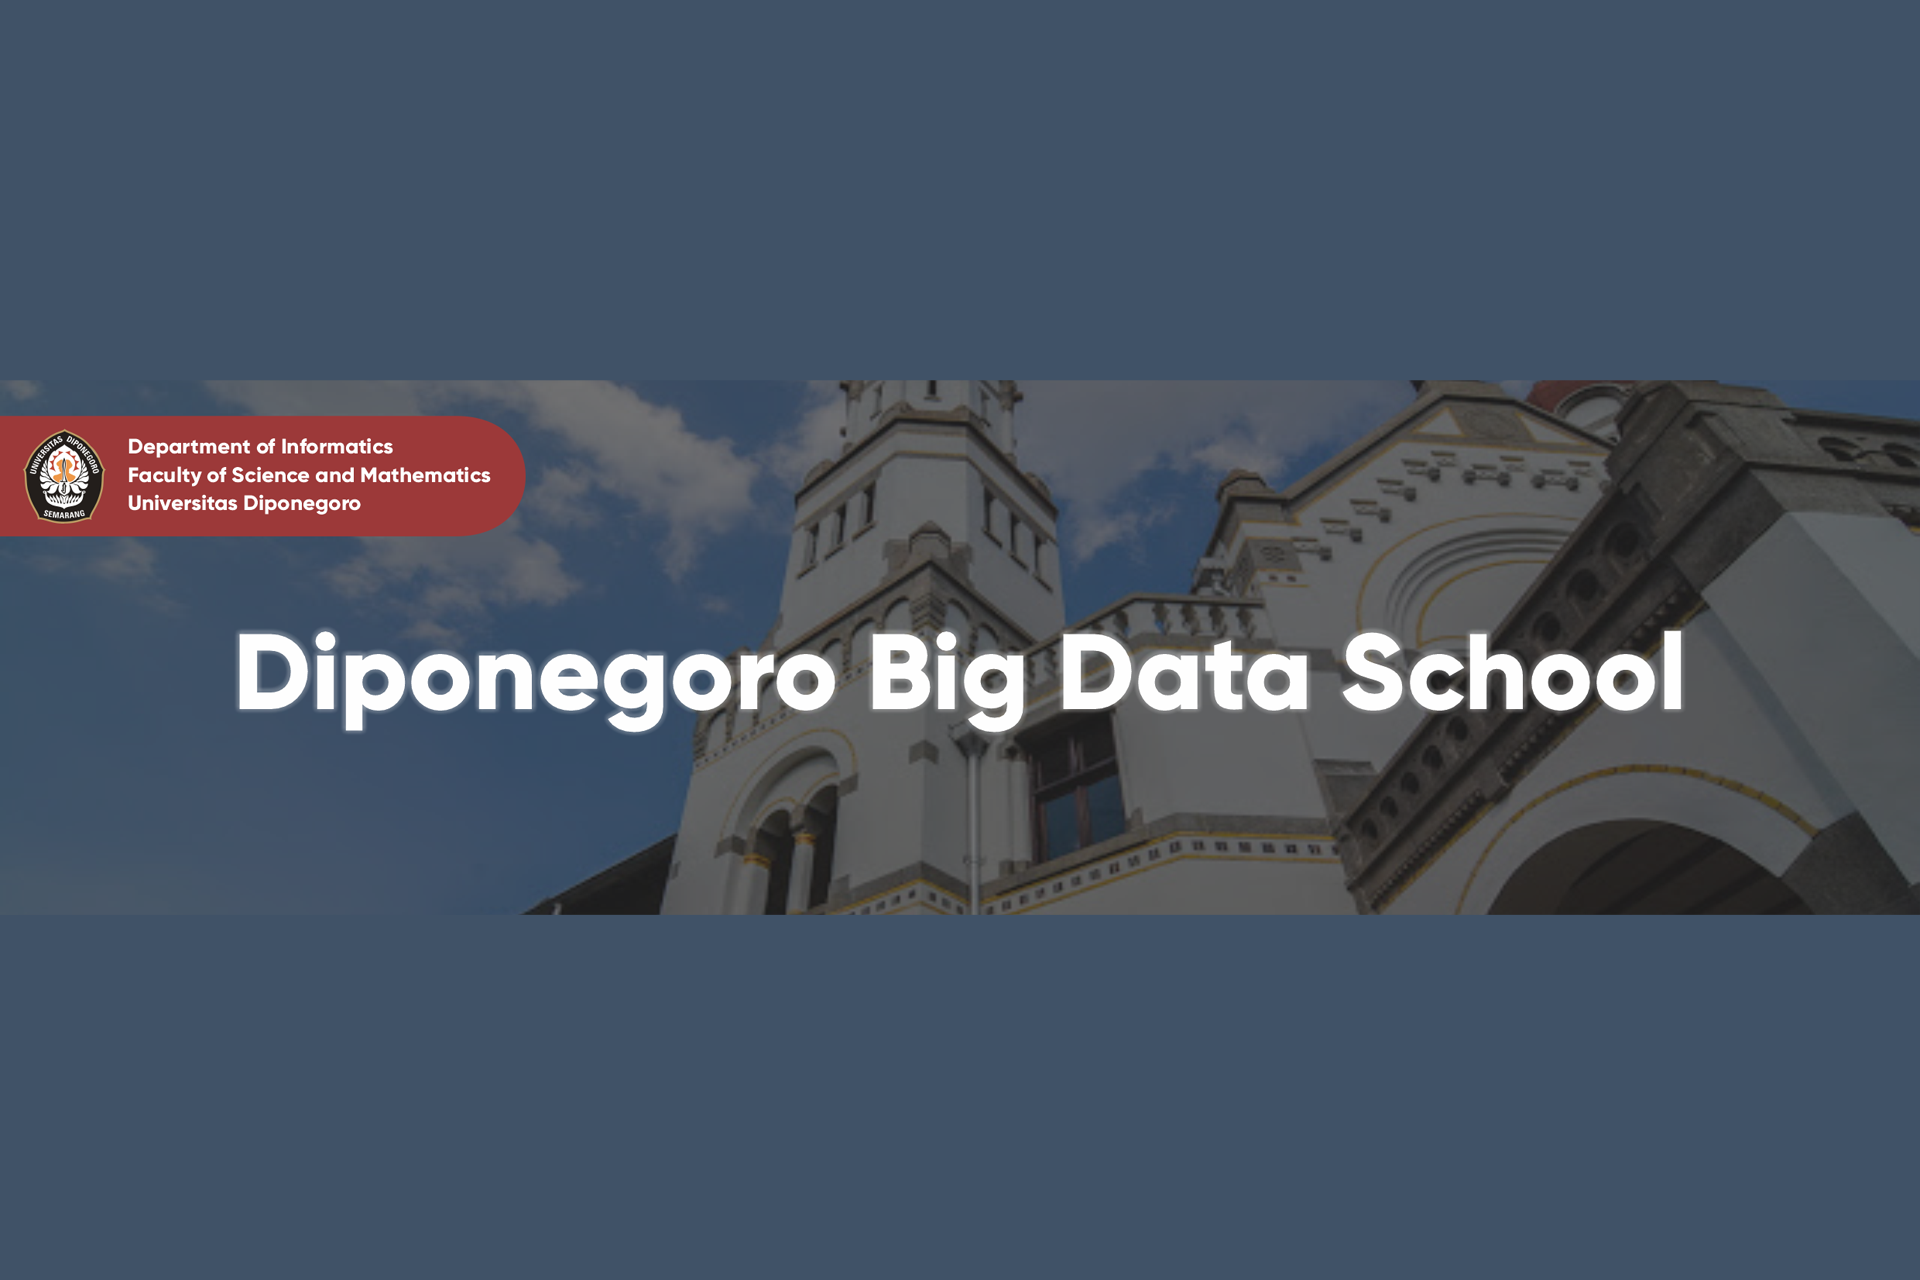 UNIVERSITAS DIPONEGORO
SEMARANG
Department of Informatics
Faculty of Science and Mathematics
Universitas Diponegoro
Diponegoro Big Data School